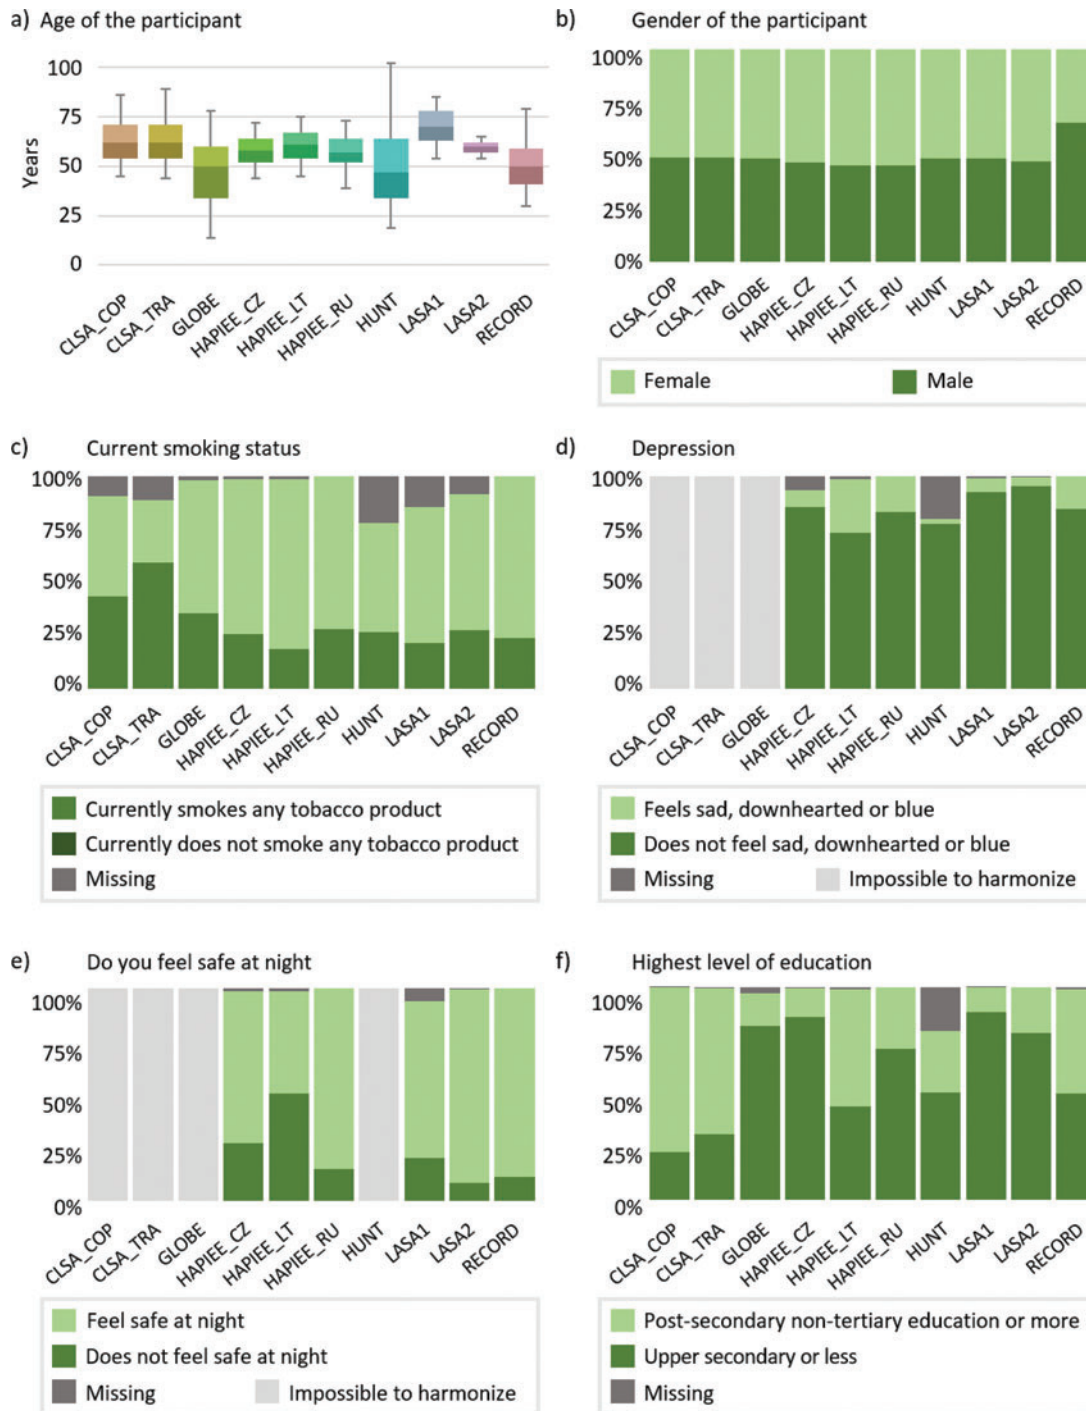 a) Age of the participant
100
75
50
25
0
Years
CLSA_COP
CLSA_TRA
GLOBE
HAPIEE_CZ
HAPIEE_LT
HAPIEE_RU
HUNT
LASA1
LASA2
RECORD
b) Gender of the participant
100%
75%
50%
25%
0%
CLSA_COP
CLSA_TRA
GLOBE
HAPIEE_CZ
HAPIEE_LT
HAPIEE_RU
HUNT
LASA1
LASA2
RECORD
Female Male
c) Current smoking status
100%
75%
50%
25%
0%
CLSA_COP
CLSA_TRA
GLOBE
HAPIEE_CZ
HAPIEE_LT
HAPIEE_RU
HUNT
LASA1
LASA2
RECORD
Currently smokes any tobacco product
Currently does not smoke any tobacco product
Missing
d) Depression
100%
75%
50%
25%
0%
CLSA_COP
CLSA_TRA
GLOBE
HAPIEE_CZ
HAPIEE_LT
HAPIEE_RU
HUNT
LASA1
LASA2
RECORD
Feels sad, downhearted or blue
Does not feel sad, downhearted or blue
Missing Impossible to harmonize
e) Do you feel safe at night
100%
75%
50%
25%
0%
CLSA_COP
CLSA_TRA
GLOBE
HAPIEE_CZ
HAPIEE_LT
HAPIEE_RU
HUNT
LASA1
LASA2
RECORD
Feel safe at night
Does not feel safe at night
Missing Impossible to harmonize
f) Highest level of education
100%
75%
50%
25%
0%
CLSA_COP
CLSA_TRA
GLOBE
HAPIEE_CZ
HAPIEE_LT
HAPIEE_RU
HUNT
LASA1
LASA2
RECORD
Post-secondary non-tertiary education or more
Upper secondary or less
Missing